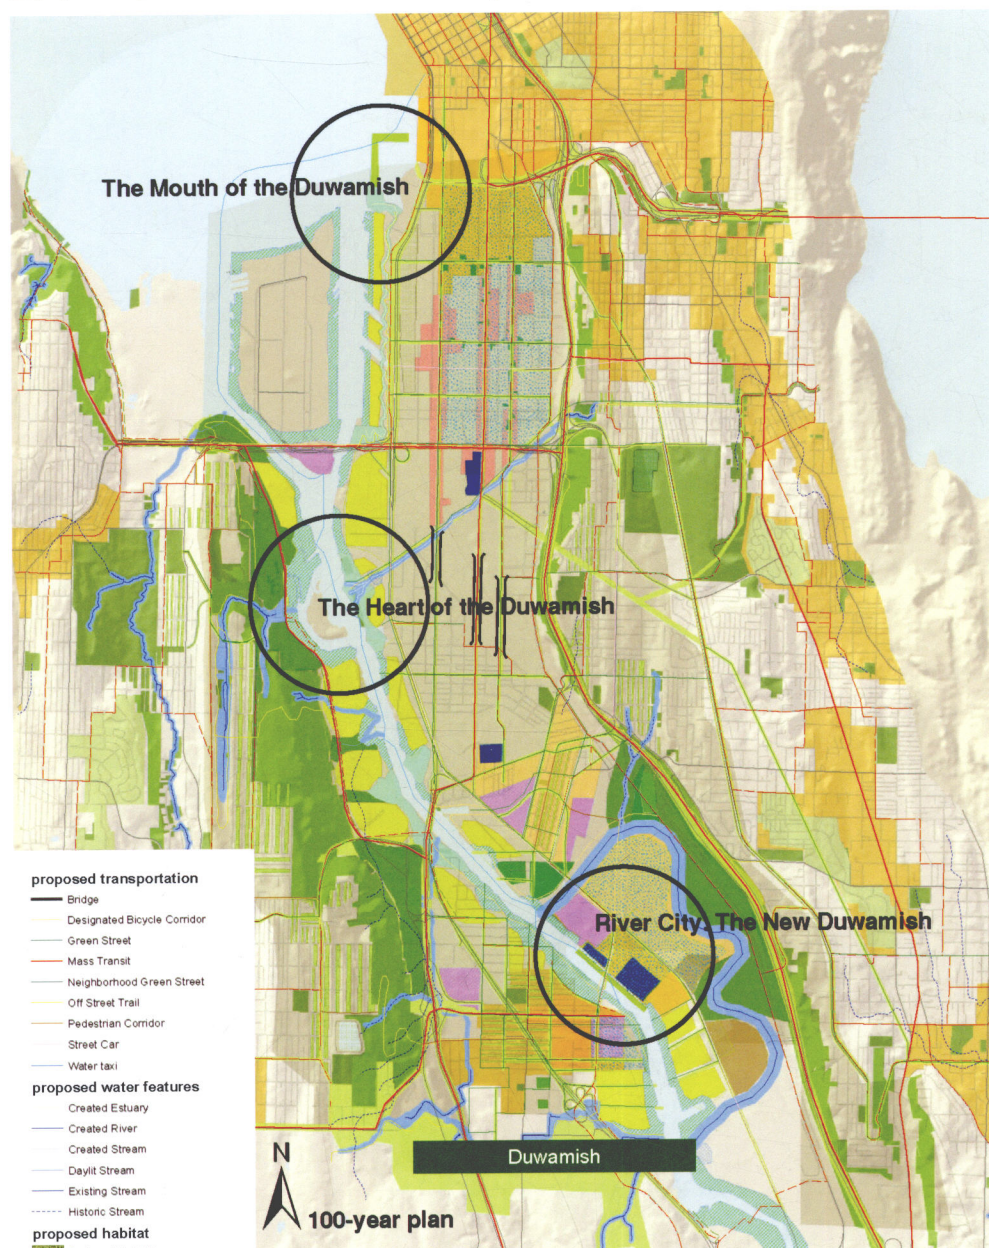 The Mouth of the Duwamish
The Heart of the Duwamish
River City: The New Duwamish
proposed transportation
Bridge
Designated Bicycle Corridor
Green Street
Mass Transit
Neighborhood Green Street
Off Street Trail
Pedestrian Corridor
Street Car
Water taxi
proposed water features
Created Estuary
Created River
Created Stream
Daylit Stream
Existing Stream
Historic Stream
proposed habitat
N
100-year plan
Duwamish